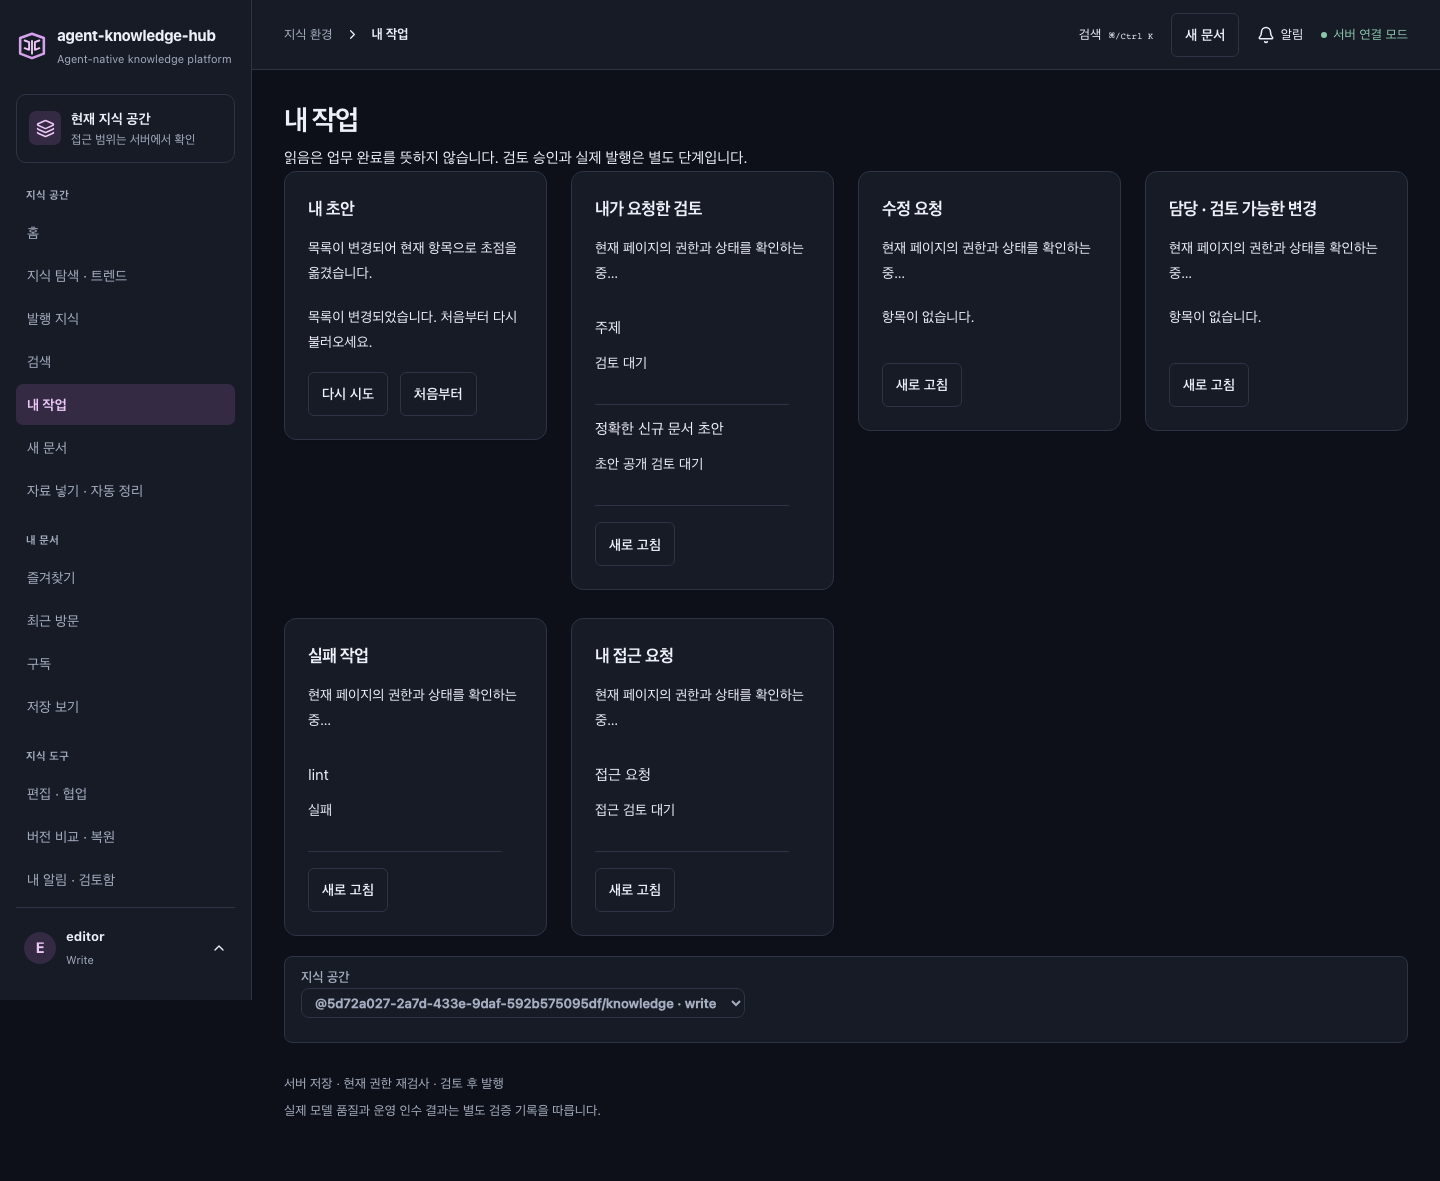 agent-knowledge-hub
Agent-native knowledge platform
현재 지식 공간
접근 범위는 서버에서 확인
지식 공간
홈
지식 탐색 · 트렌드
발행 지식
검색
내 작업
새 문서
자료 넣기 · 자동 정리
내 문서
즐겨찾기
최근 방문
구독
저장 보기
지식 도구
편집 · 협업
버전 비교 · 복원
내 알림 · 검토함
E
editor
Write
지식 환경 > 내 작업
검색 ⌘/Ctrl K
새 문서
알림
서버 연결 모드
내 작업
읽음은 업무 완료를 뜻하지 않습니다. 검토 승인과 실제 발행은 별도 단계입니다.
내 초안
목록이 변경되어 현재 항목으로 초점을
옮겼습니다.
목록이 변경되었습니다. 처음부터 다시
불러오세요.
다시 시도
처음부터
내가 요청한 검토
현재 페이지의 권한과 상태를 확인하는
중...
주제
검토 대기
정확한 신규 문서 초안
초안 공개 검토 대기
새로 고침
수정 요청
현재 페이지의 권한과 상태를 확인하는
중...
항목이 없습니다.
새로 고침
담당 · 검토 가능한 변경
현재 페이지의 권한과 상태를 확인하는
중...
항목이 없습니다.
새로 고침
실패 작업
현재 페이지의 권한과 상태를 확인하는
중...
lint
실패
새로 고침
내 접근 요청
현재 페이지의 권한과 상태를 확인하는
중...
접근 요청
접근 검토 대기
새로 고침
지식 공간
@5d72a027-2a7d-433e-9daf-592b575095df/knowledge · write
서버 저장 · 현재 권한 재검사 · 검토 후 발행
실제 모델 품질과 운영 인수 결과는 별도 검증 기록을 따릅니다.